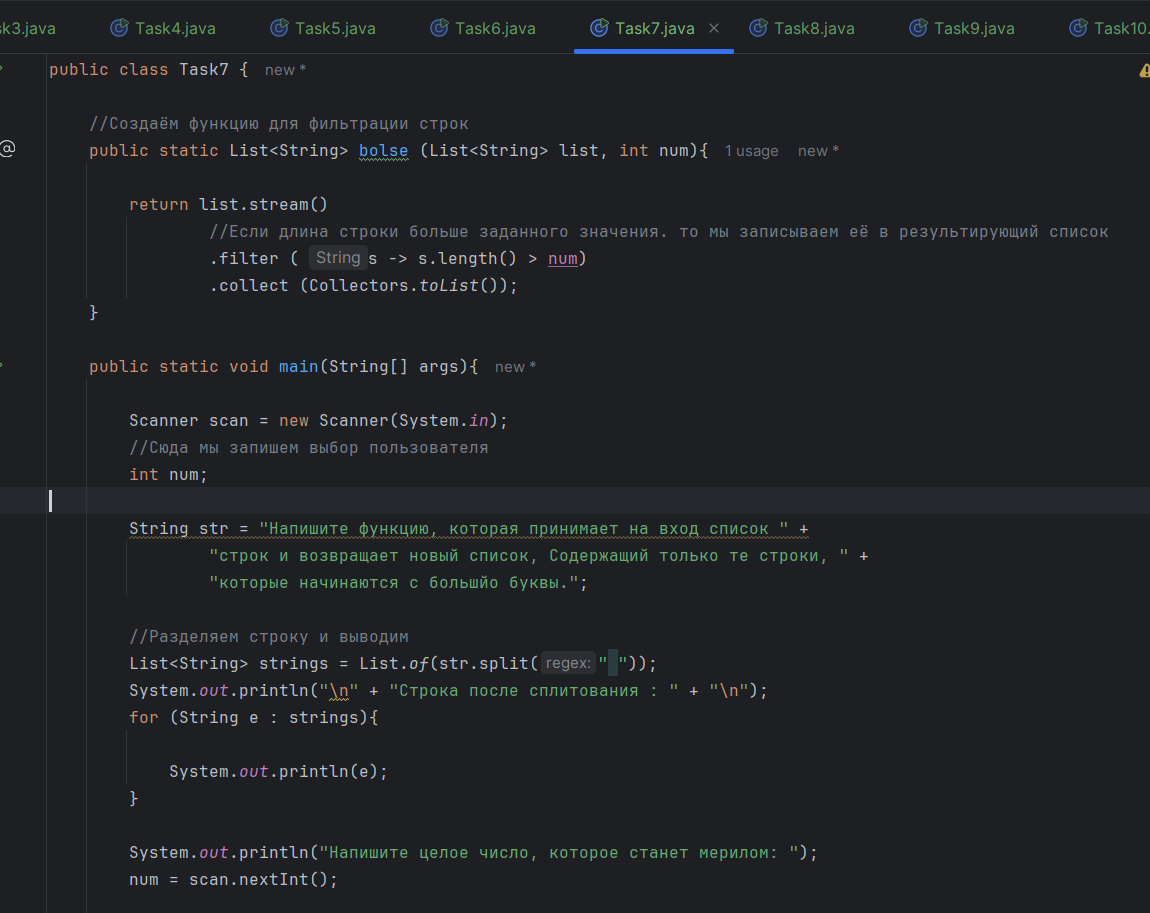 sk3.java Task4.java Task5.java Task6.java Task7.java Task8.java Task9.java Task10.
public class Task7 { new *
//Создаём функцию для фильтрации строк
public static List<String> bolse (List<String> list, int num){ 1 usage new *
return list.stream()
//Если длина строки больше заданного значения. то мы записываем её в результирующий список
.filter ( String s -> s.length() > num)
.collect (Collectors.toList());
}
public static void main(String[] args){ new *
Scanner scan = new Scanner(System.in);
//Сюда мы запишем выбор пользователя
int num;
String str = "Напишите функцию, которая принимает на вход список " +
"строк и возвращает новый список, Содержащий только те строки, " +
"которые начинаются с большйо буквы.";
//Разделяем строку и выводим
List<String> strings = List.of(str.split( regex: " "));
System.out.println("\n" + "Строка после сплитования : " + "\n");
for (String e : strings){
System.out.println(e);
}
System.out.println("Напишите целое число, которое станет мерилом: ");
num = scan.nextInt();